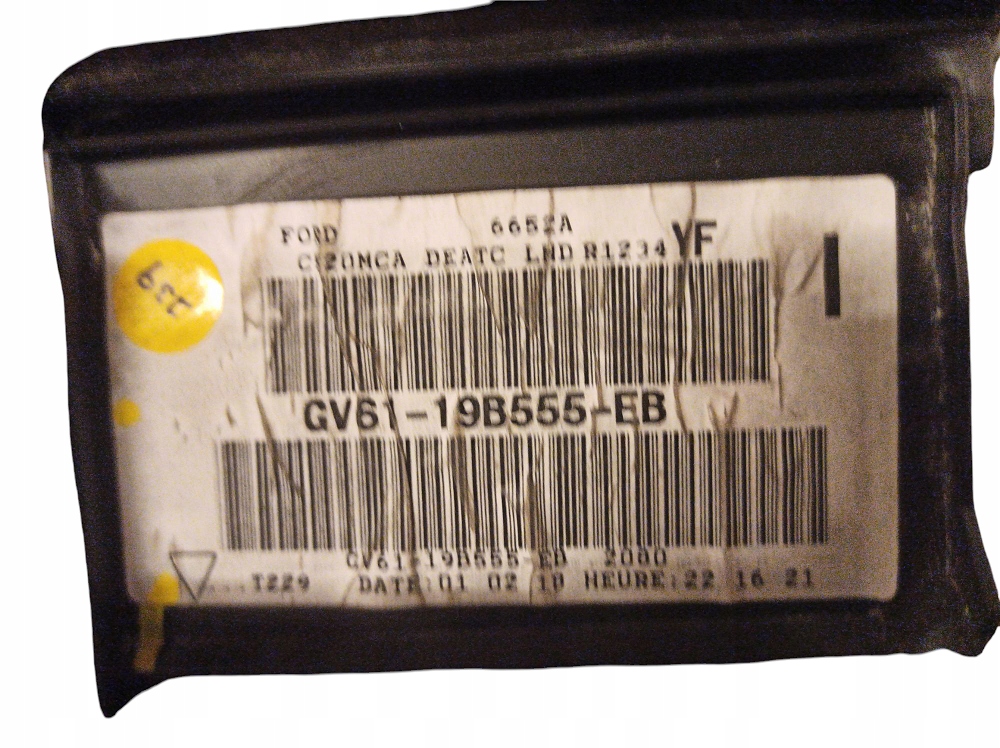 FORD 6652A YF
C520MCA DEATC LHD R1234
GV61-19B555-EB
GV61-19B555-EB 2080
T229 DATE:01 02 18 HEURE:22 16 21